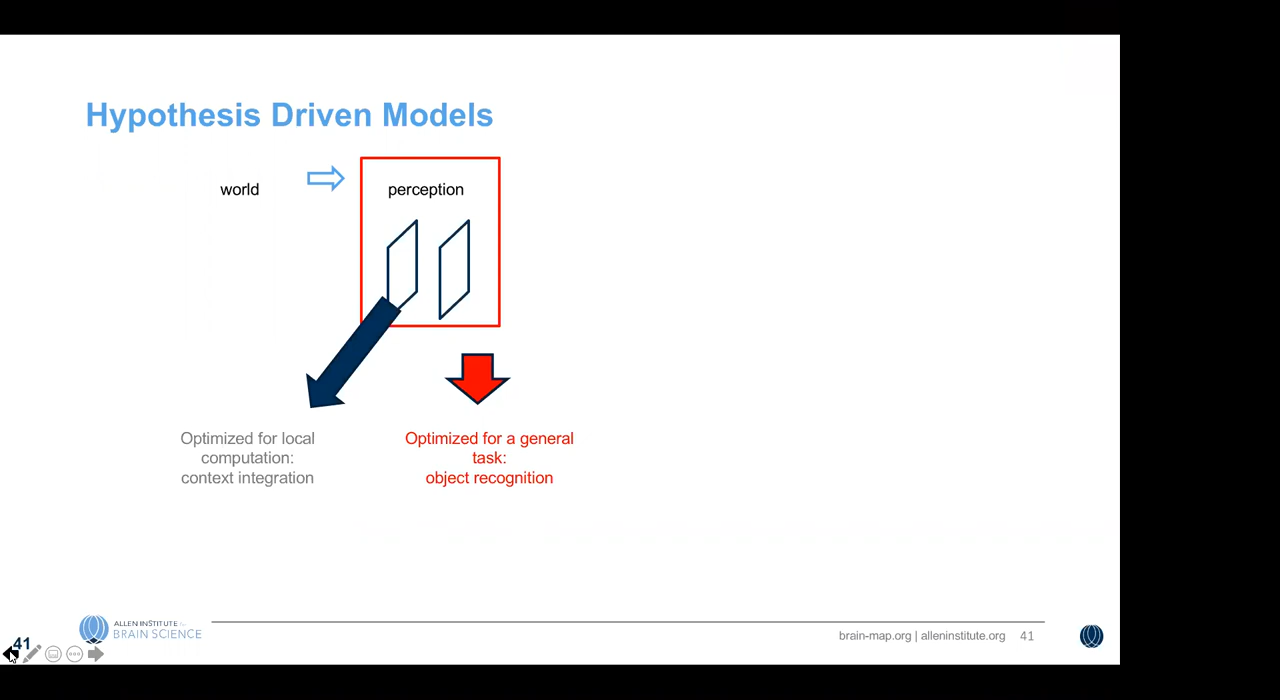 Hypothesis Driven Models
world
perception
Optimized for local
computation:
context integration
Optimized for a general
task:
object recognition
41
ALLEN INSTITUTE for
BRAIN SCIENCE
brain-map.org | alleninstitute.org 41